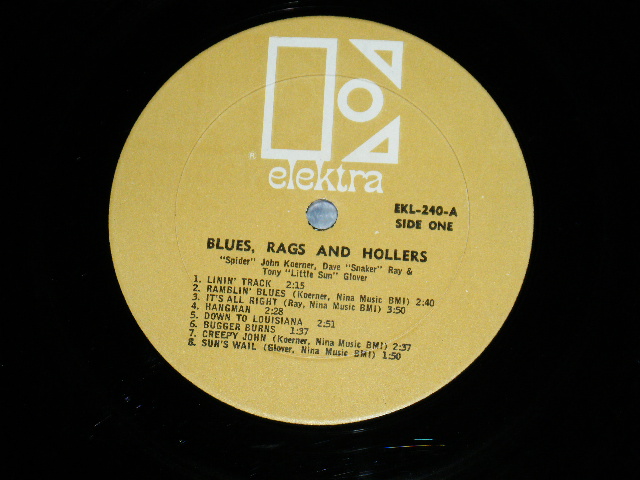 elektra
EKL-240-A
SIDE ONE
BLUES, RAGS AND HOLLERS
"Spider" John Koerner, Dave "Snaker" Ray &
Tony "Little Sun" Glover
1. LININ' TRACK 2:15
2. RAMBLIN' BLUES (Koerner, Nina Music BMI) 2:40
3. IT'S ALL RIGHT (Ray, Nina Music BMI) 3:50
4. HANGMAN 2:28
5. DOWN TO LOUISIANA 2:51
6. BUGGER BURNS 1:37
7. CREEPY JOHN (Koerner, Nina Music BMI) 2:37
8. SUN'S WAIL (Glover, Nina Music BMI) 1:50